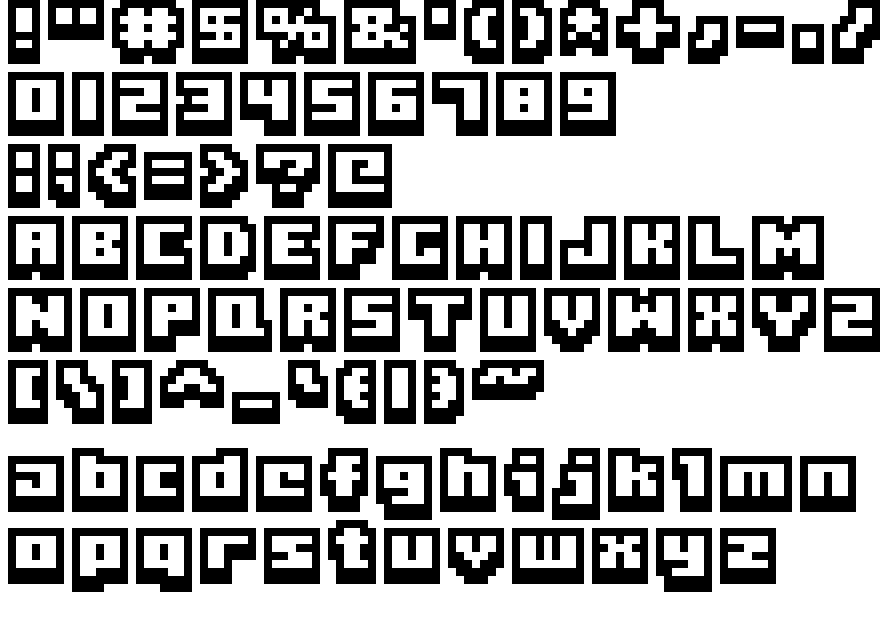 !"#$%&'()*+,-./
0123456789
:;<=>?@
ABCDEFGHIJKLM
NOPQRSTUVWXYZ
[\]^_`{|}~
abcdefghijklmn
opqrstuvwxyz